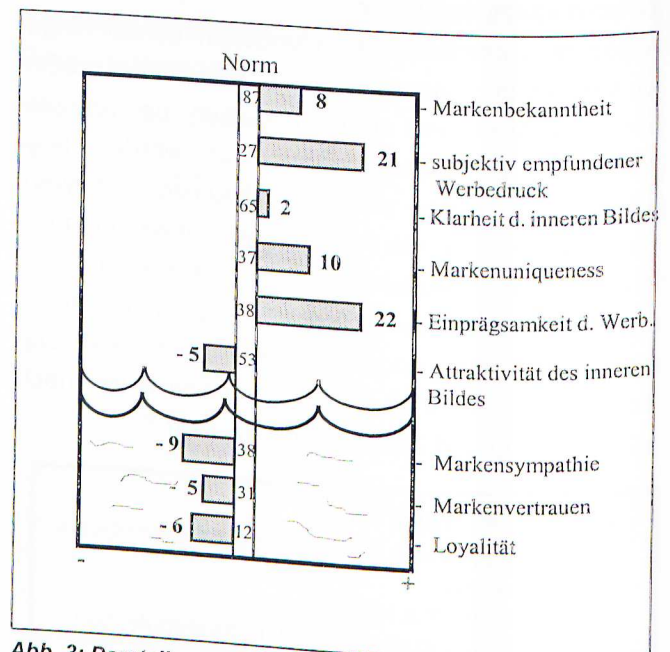 Norm
87 8 - Markenbekanntheit
27 21 - subjektiv empfundener
Werbedruck
65 2 - Klarheit d. inneren Bildes
37 10 - Markenuniqueness
38 22 - Einprägsamkeit d. Werb.
- 5 53 - Attraktivität des inneren
Bildes
- 9 38 - Markensympathie
- 5 31 - Markenvertrauen
- 6 12 - Loyalität
- +
Abb. 3: